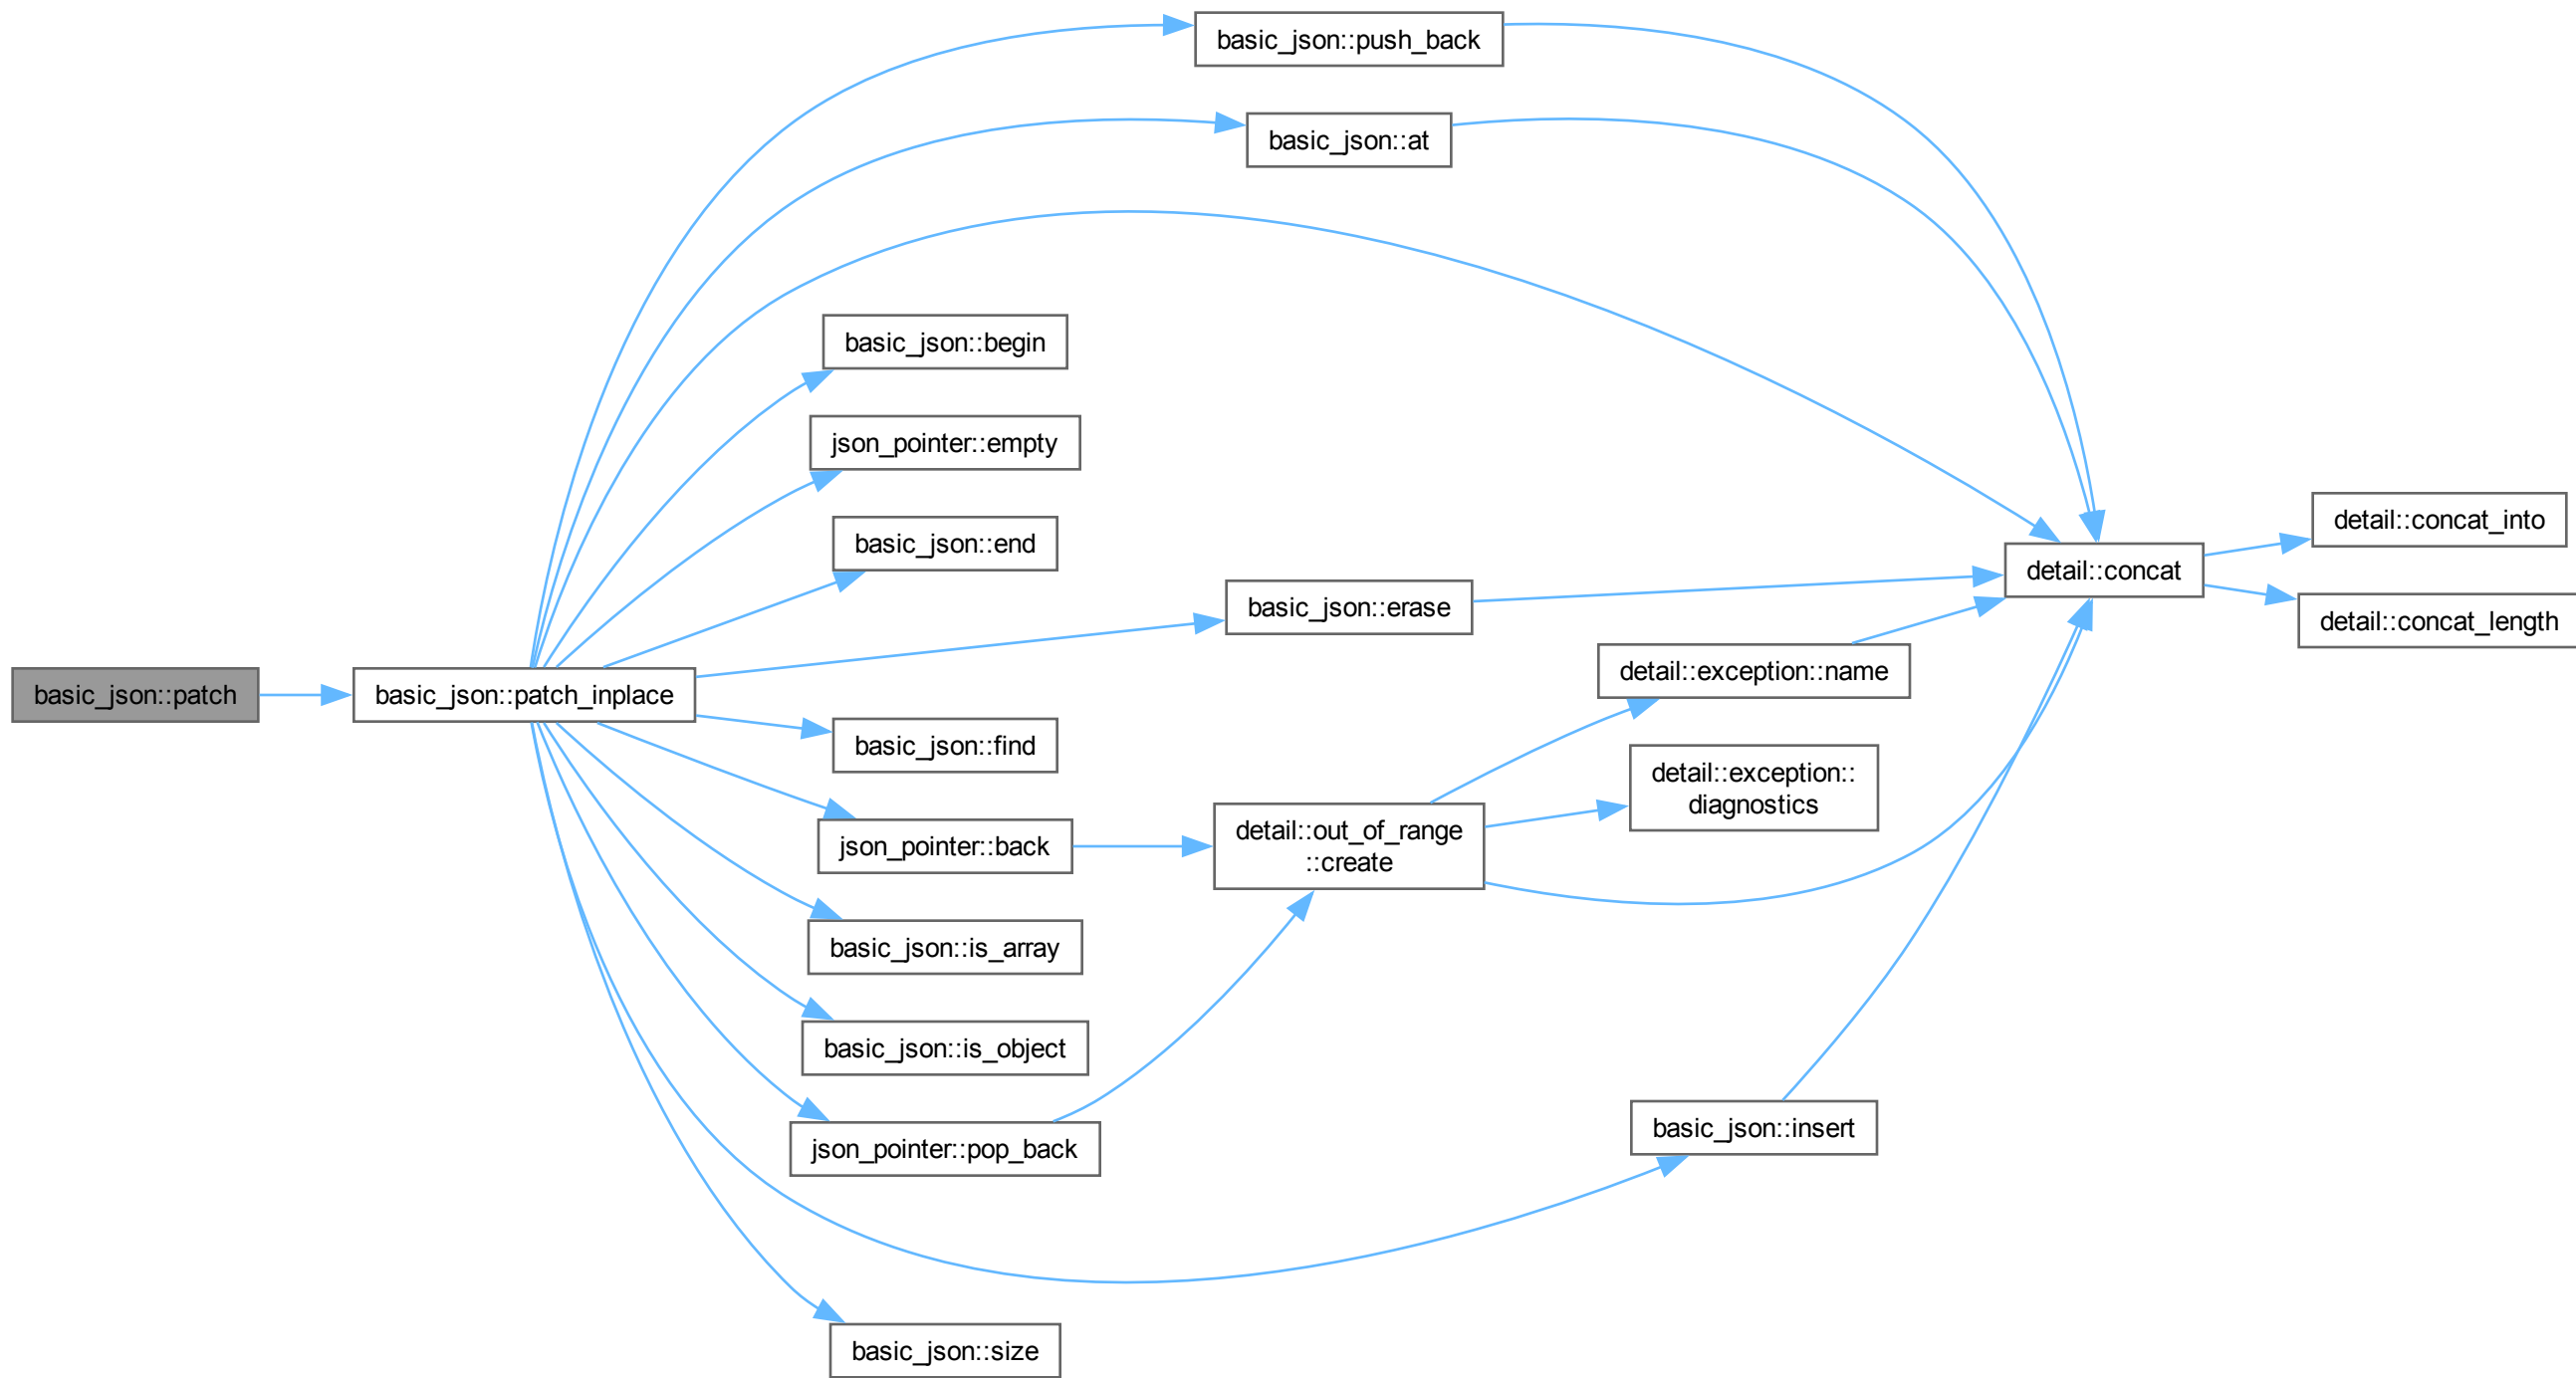 basic_json::push_back
basic_json::at
basic_json::begin
json_pointer::empty
basic_json::end
detail::concat_into
detail::concat
basic_json::erase
detail::concat_length
detail::exception::name
basic_json::patch
basic_json::patch_inplace
basic_json::find
detail::exception::
diagnostics
json_pointer::back
detail::out_of_range
::create
basic_json::is_array
basic_json::is_object
basic_json::insert
json_pointer::pop_back
basic_json::size